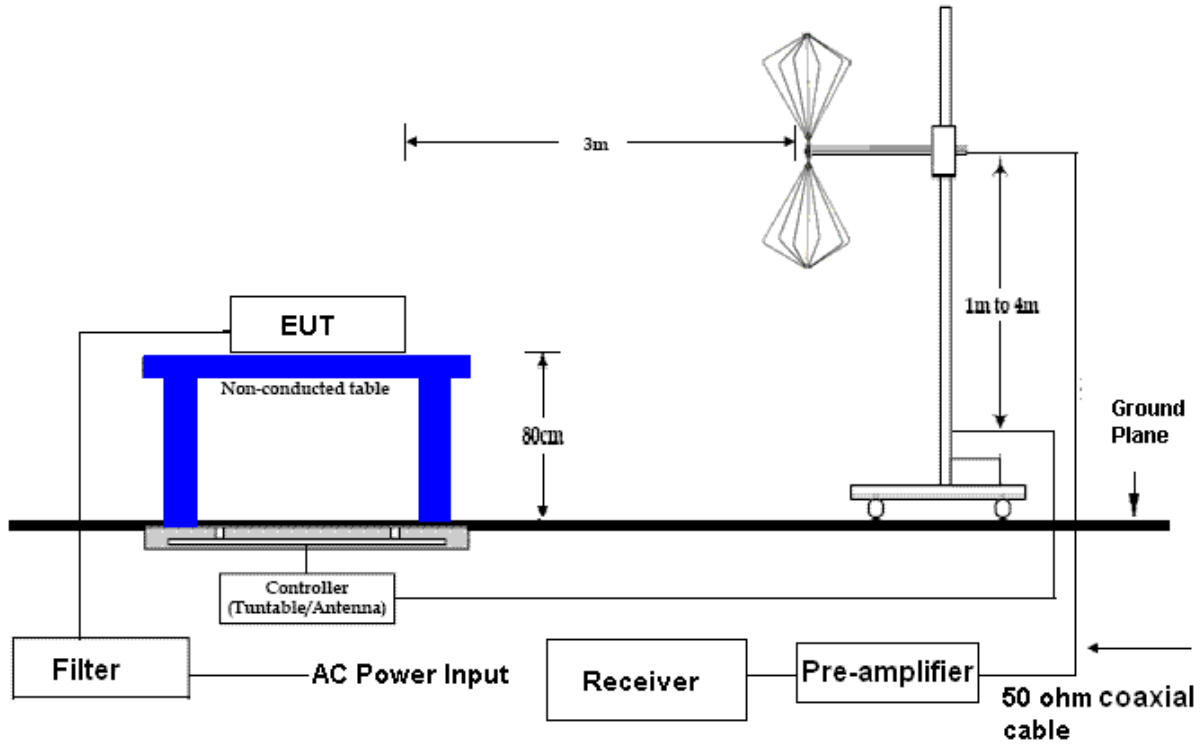 3m
1m to 4m
EUT
Non-conducted table
80cm
Ground
Plane
Controller
(Tuntable/Antenna)
Filter
AC Power Input
Receiver
Pre-amplifier
50 ohm coaxial
cable